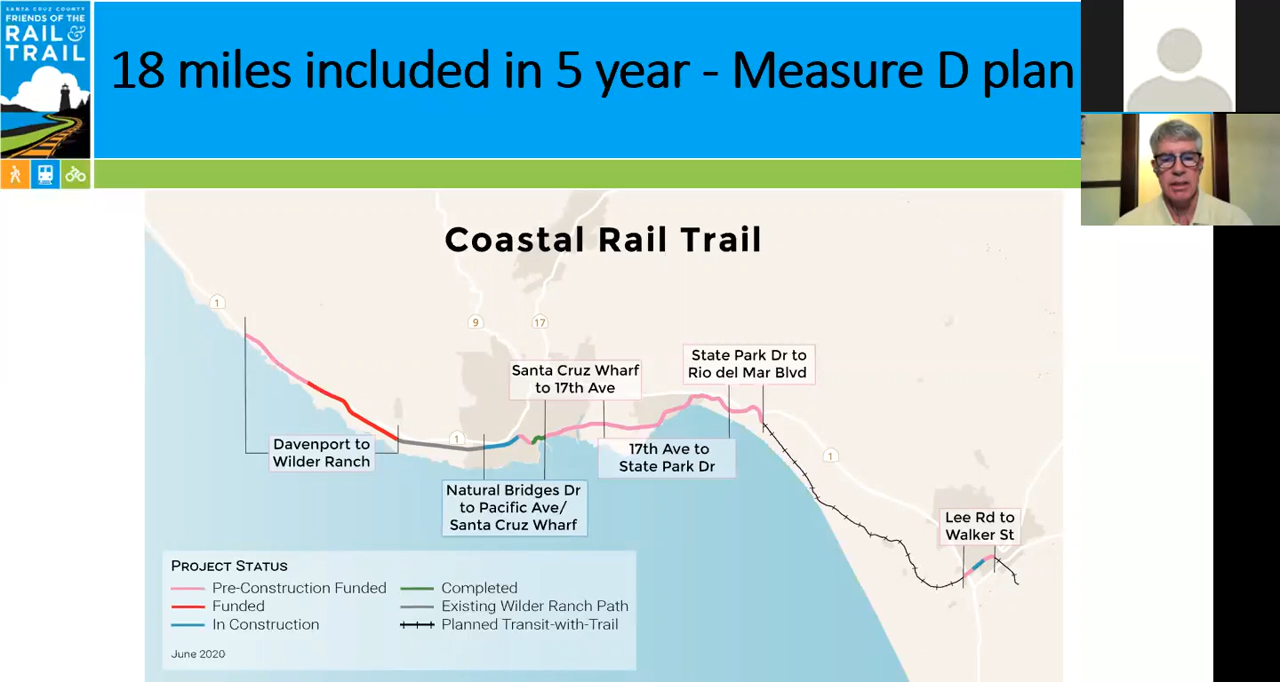 SANTA CRUZ COUNTY
FRIENDS OF THE
RAIL &
TRAIL
18 miles included in 5 year - Measure D plan
Coastal Rail Trail
1
9
17
State Park Dr to
Rio del Mar Blvd
Santa Cruz Wharf
to 17th Ave
Davenport to
Wilder Ranch
1
17th Ave to
State Park Dr
1
Natural Bridges Dr
to Pacific Ave/
Santa Cruz Wharf
Lee Rd to
Walker St
PROJECT STATUS
Pre-Construction Funded
Funded
In Construction
Completed
Existing Wilder Ranch Path
Planned Transit-with-Trail
June 2020